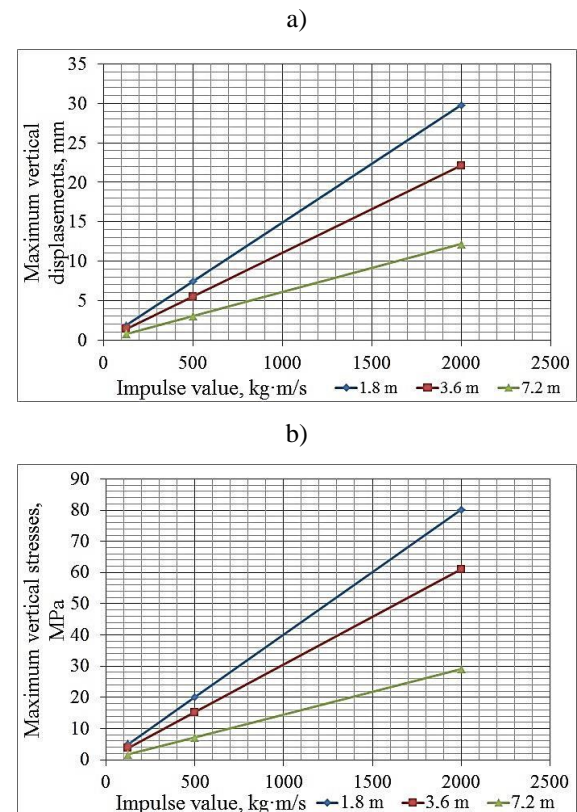 a)
35
30
25
20
15
10
5
0
Maximum vertical
displasements, mm
0 500 1000 1500 2000 2500
Impulse value, kg·m/s 1.8 m 3.6 m 7.2 m
b)
90
80
70
60
50
40
30
20
10
0
Maximum vertical stresses,
MPa
0 500 1000 1500 2000 2500
Impulse value, kg·m/s 1.8 m 3.6 m 7.2 m